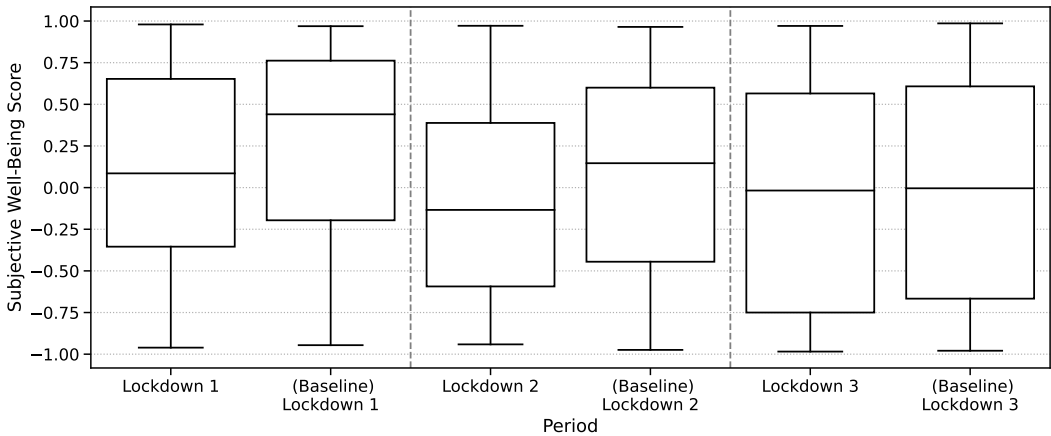 Subjective Well-Being Score
1.00
0.75
0.50
0.25
0.00
−0.25
−0.50
−0.75
−1.00
Lockdown 1
(Baseline)
Lockdown 1
Lockdown 2
(Baseline)
Lockdown 2
Lockdown 3
(Baseline)
Lockdown 3
Period